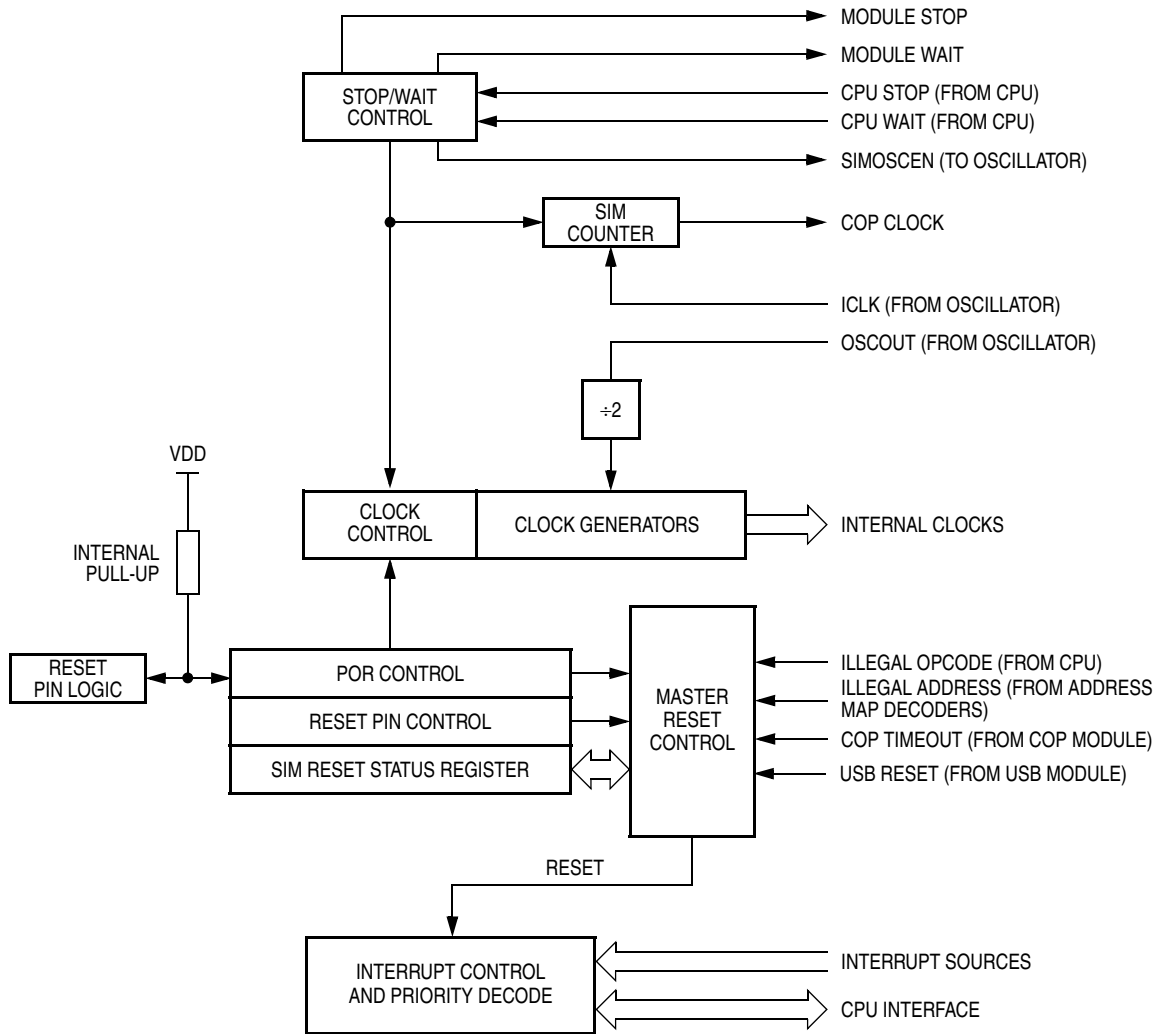 MODULE STOP
MODULE WAIT
STOP/WAIT
CONTROL
CPU STOP (FROM CPU)
CPU WAIT (FROM CPU)
SIMOSCEN (TO OSCILLATOR)
SIM
COUNTER
COP CLOCK
ICLK (FROM OSCILLATOR)
OSCOUT (FROM OSCILLATOR)
÷2
VDD
INTERNAL
PULL-UP
CLOCK
CONTROL
CLOCK GENERATORS
INTERNAL CLOCKS
RESET
PIN LOGIC
POR CONTROL
RESET PIN CONTROL
SIM RESET STATUS REGISTER
MASTER
RESET
CONTROL
ILLEGAL OPCODE (FROM CPU)
ILLEGAL ADDRESS (FROM ADDRESS
MAP DECODERS)
COP TIMEOUT (FROM COP MODULE)
USB RESET (FROM USB MODULE)
RESET
INTERRUPT CONTROL
AND PRIORITY DECODE
INTERRUPT SOURCES
CPU INTERFACE